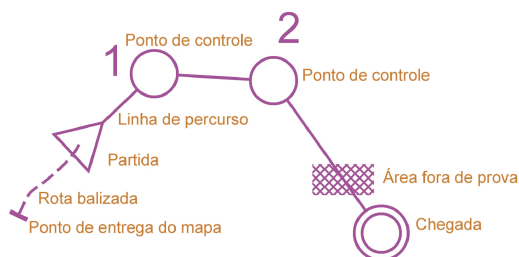 Ponto de controle
1
2
Ponto de controle
Linha de percurso
Partida
Área fora de prova
Rota balizada
Ponto de entrega do mapa
Chegada